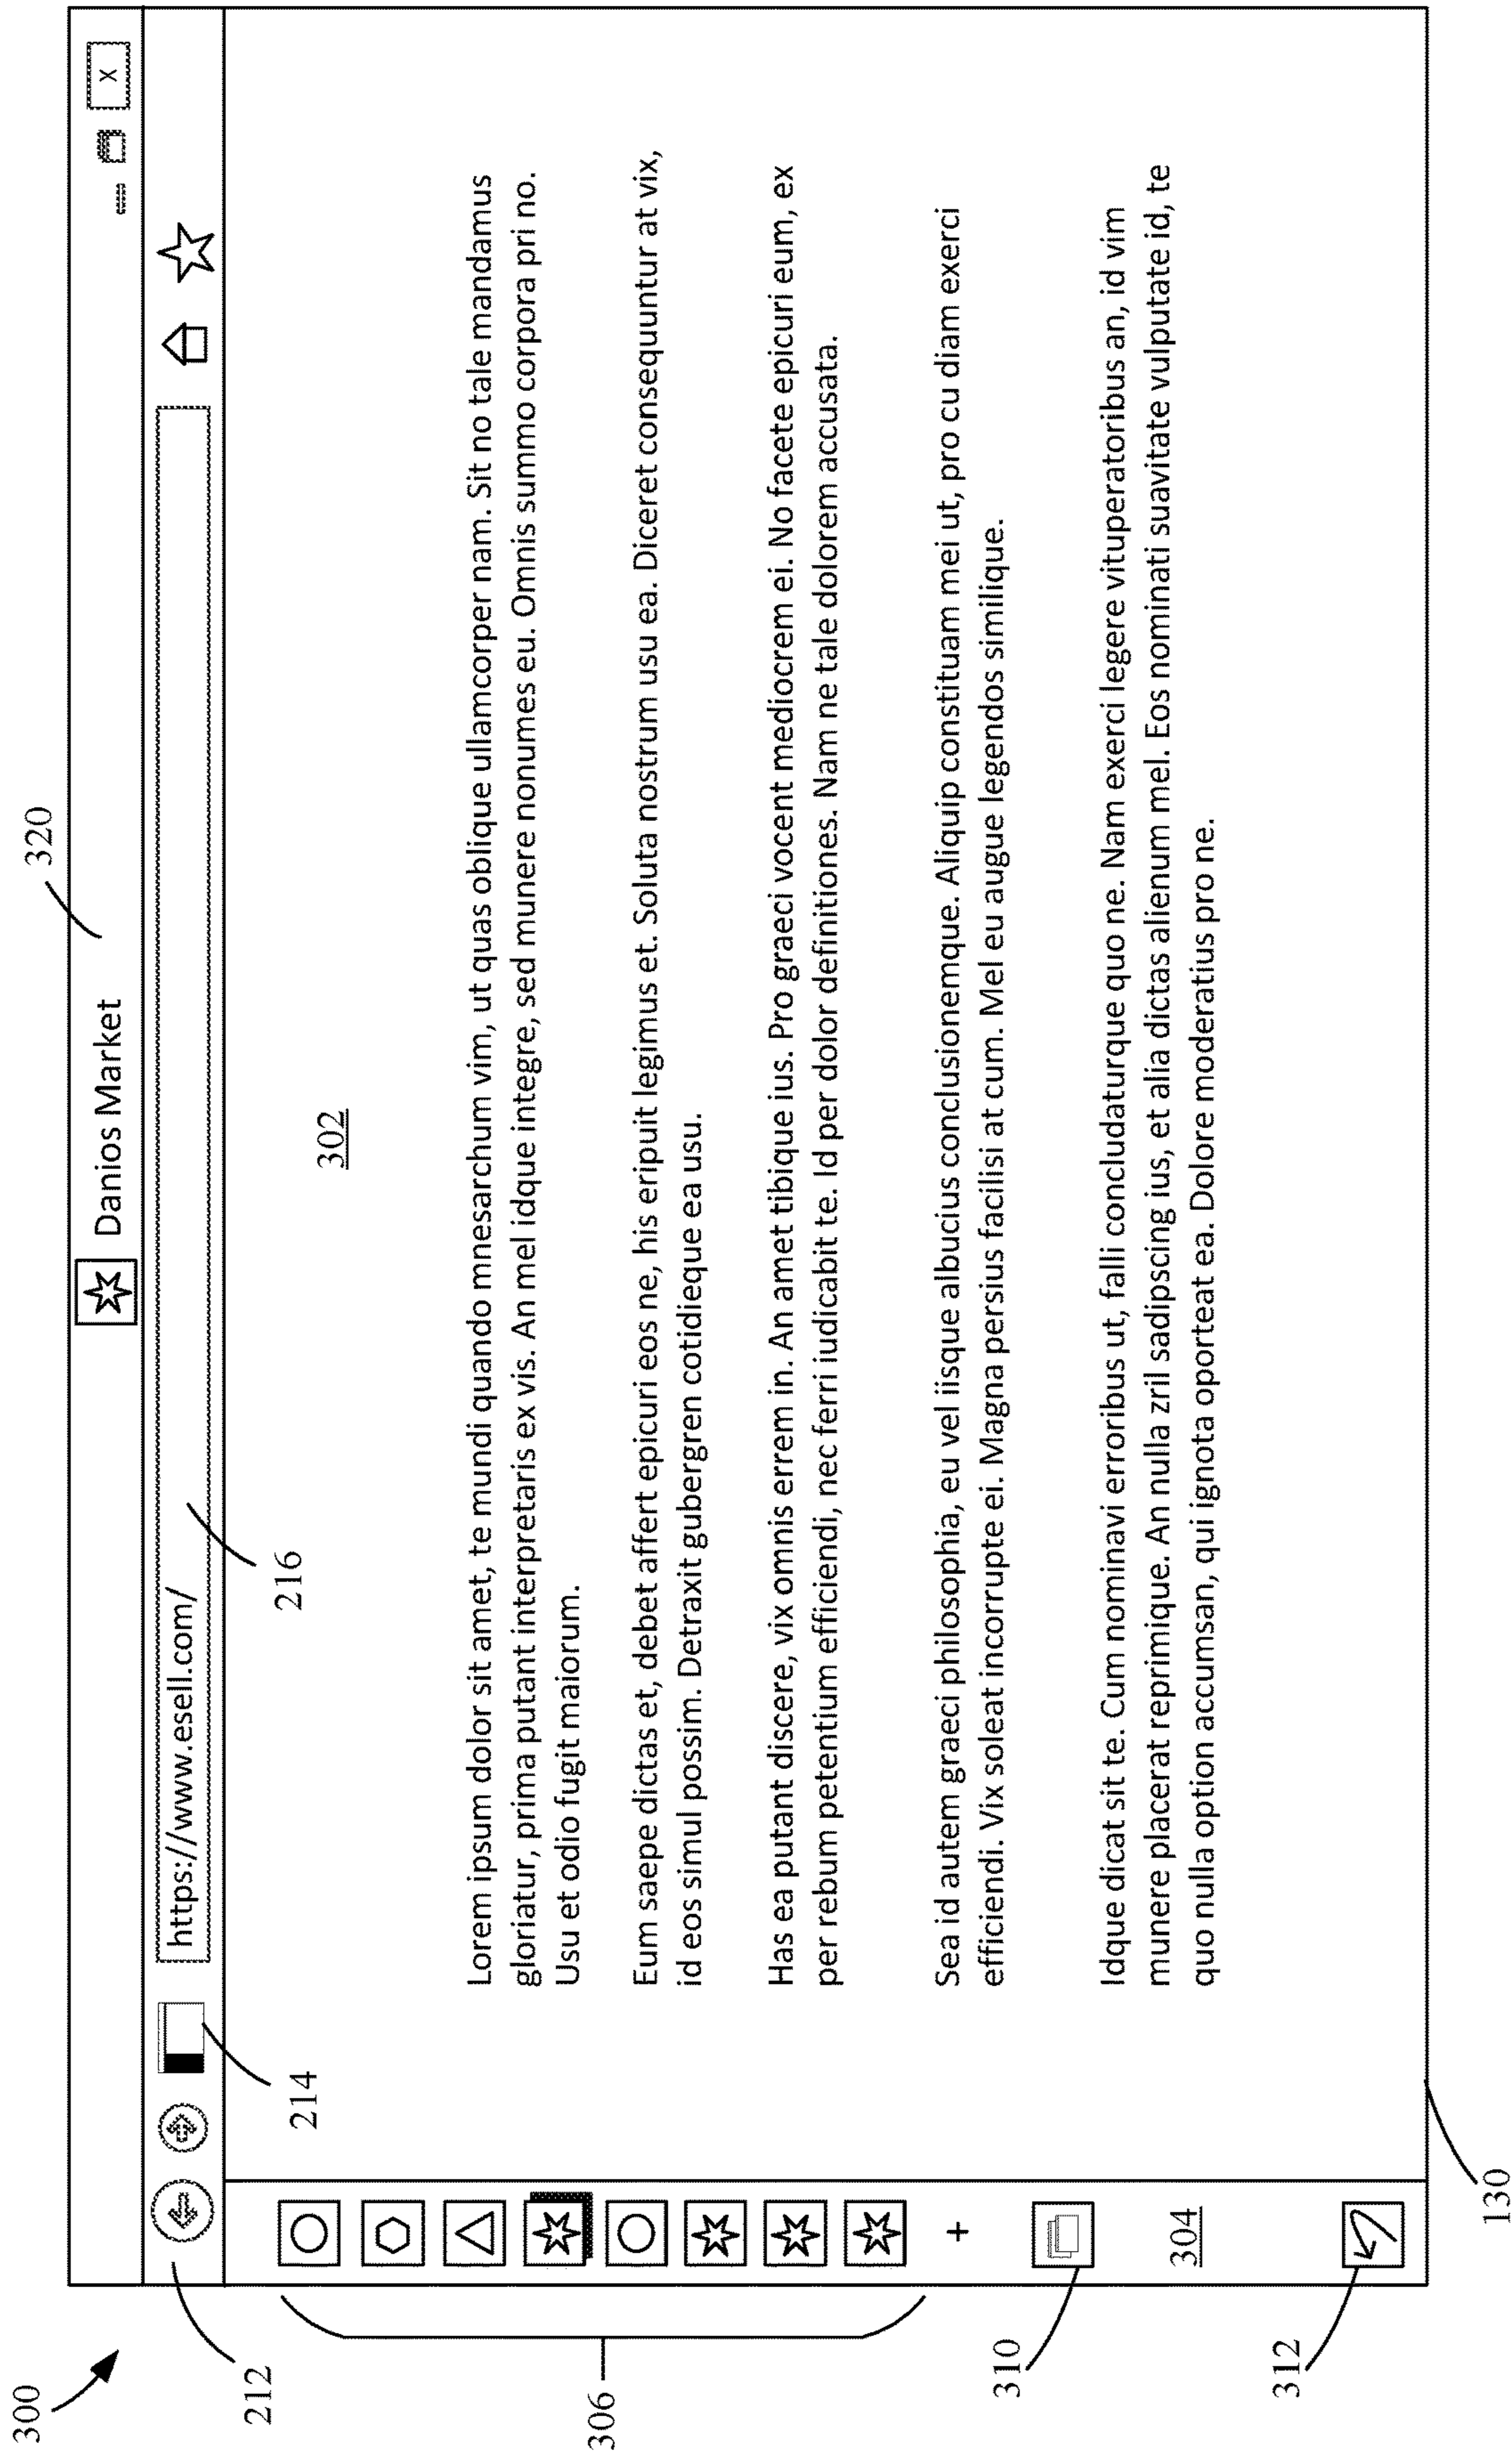 300
320
Danios Market
X
212
214
https://www.esell.com/
216
302
306
Lorem ipsum dolor sit amet, te mundi quando mnesarchum vim, ut quas oblique ullamcorper nam. Sit no tale mandamus
gloriatur, prima putant interpretaris ex vis. An mel idque integre, sed munere nonumes eu. Omnis summo corpora pri no.
Usu et odio fugit maiorum.
Eum saepe dictas et, debet affert epicuri eos ne, his eripuit legimus et. Soluta nostrum usu ea. Diceret consequuntur at vix,
id eos simul possim. Detraxit gubergren cotidieque ea usu.
Has ea putant discere, vix omnis errem in. An amet tibique ius. Pro graeci vocent mediocrem ei. No facete epicuri eum, ex
per rebum petentium efficiendi, nec ferri iudicabit te. Id per dolor definitiones. Nam ne tale dolorem accusata.
Sea id autem graeci philosophia, eu vel iisque albucius conclusionemque. Aliquip constituam mei ut, pro cu diam exerci
efficiendi. Vix soleat incorrupte ei. Magna persius facilisi at cum. Mel eu augue legendos similique.
Idque dicat sit te. Cum nominavi erroribus ut, falli concludaturque quo ne. Nam exerci legere vituperatoribus an, id vim
munere placerat reprimique. An nulla zril sadipscing ius, et alia dictas alienum mel. Eos nominati suavitate vulputate id, te
quo nulla option accumsan, qui ignota oporteat ea. Dolore moderatius pro ne.
+
310
304
312
130